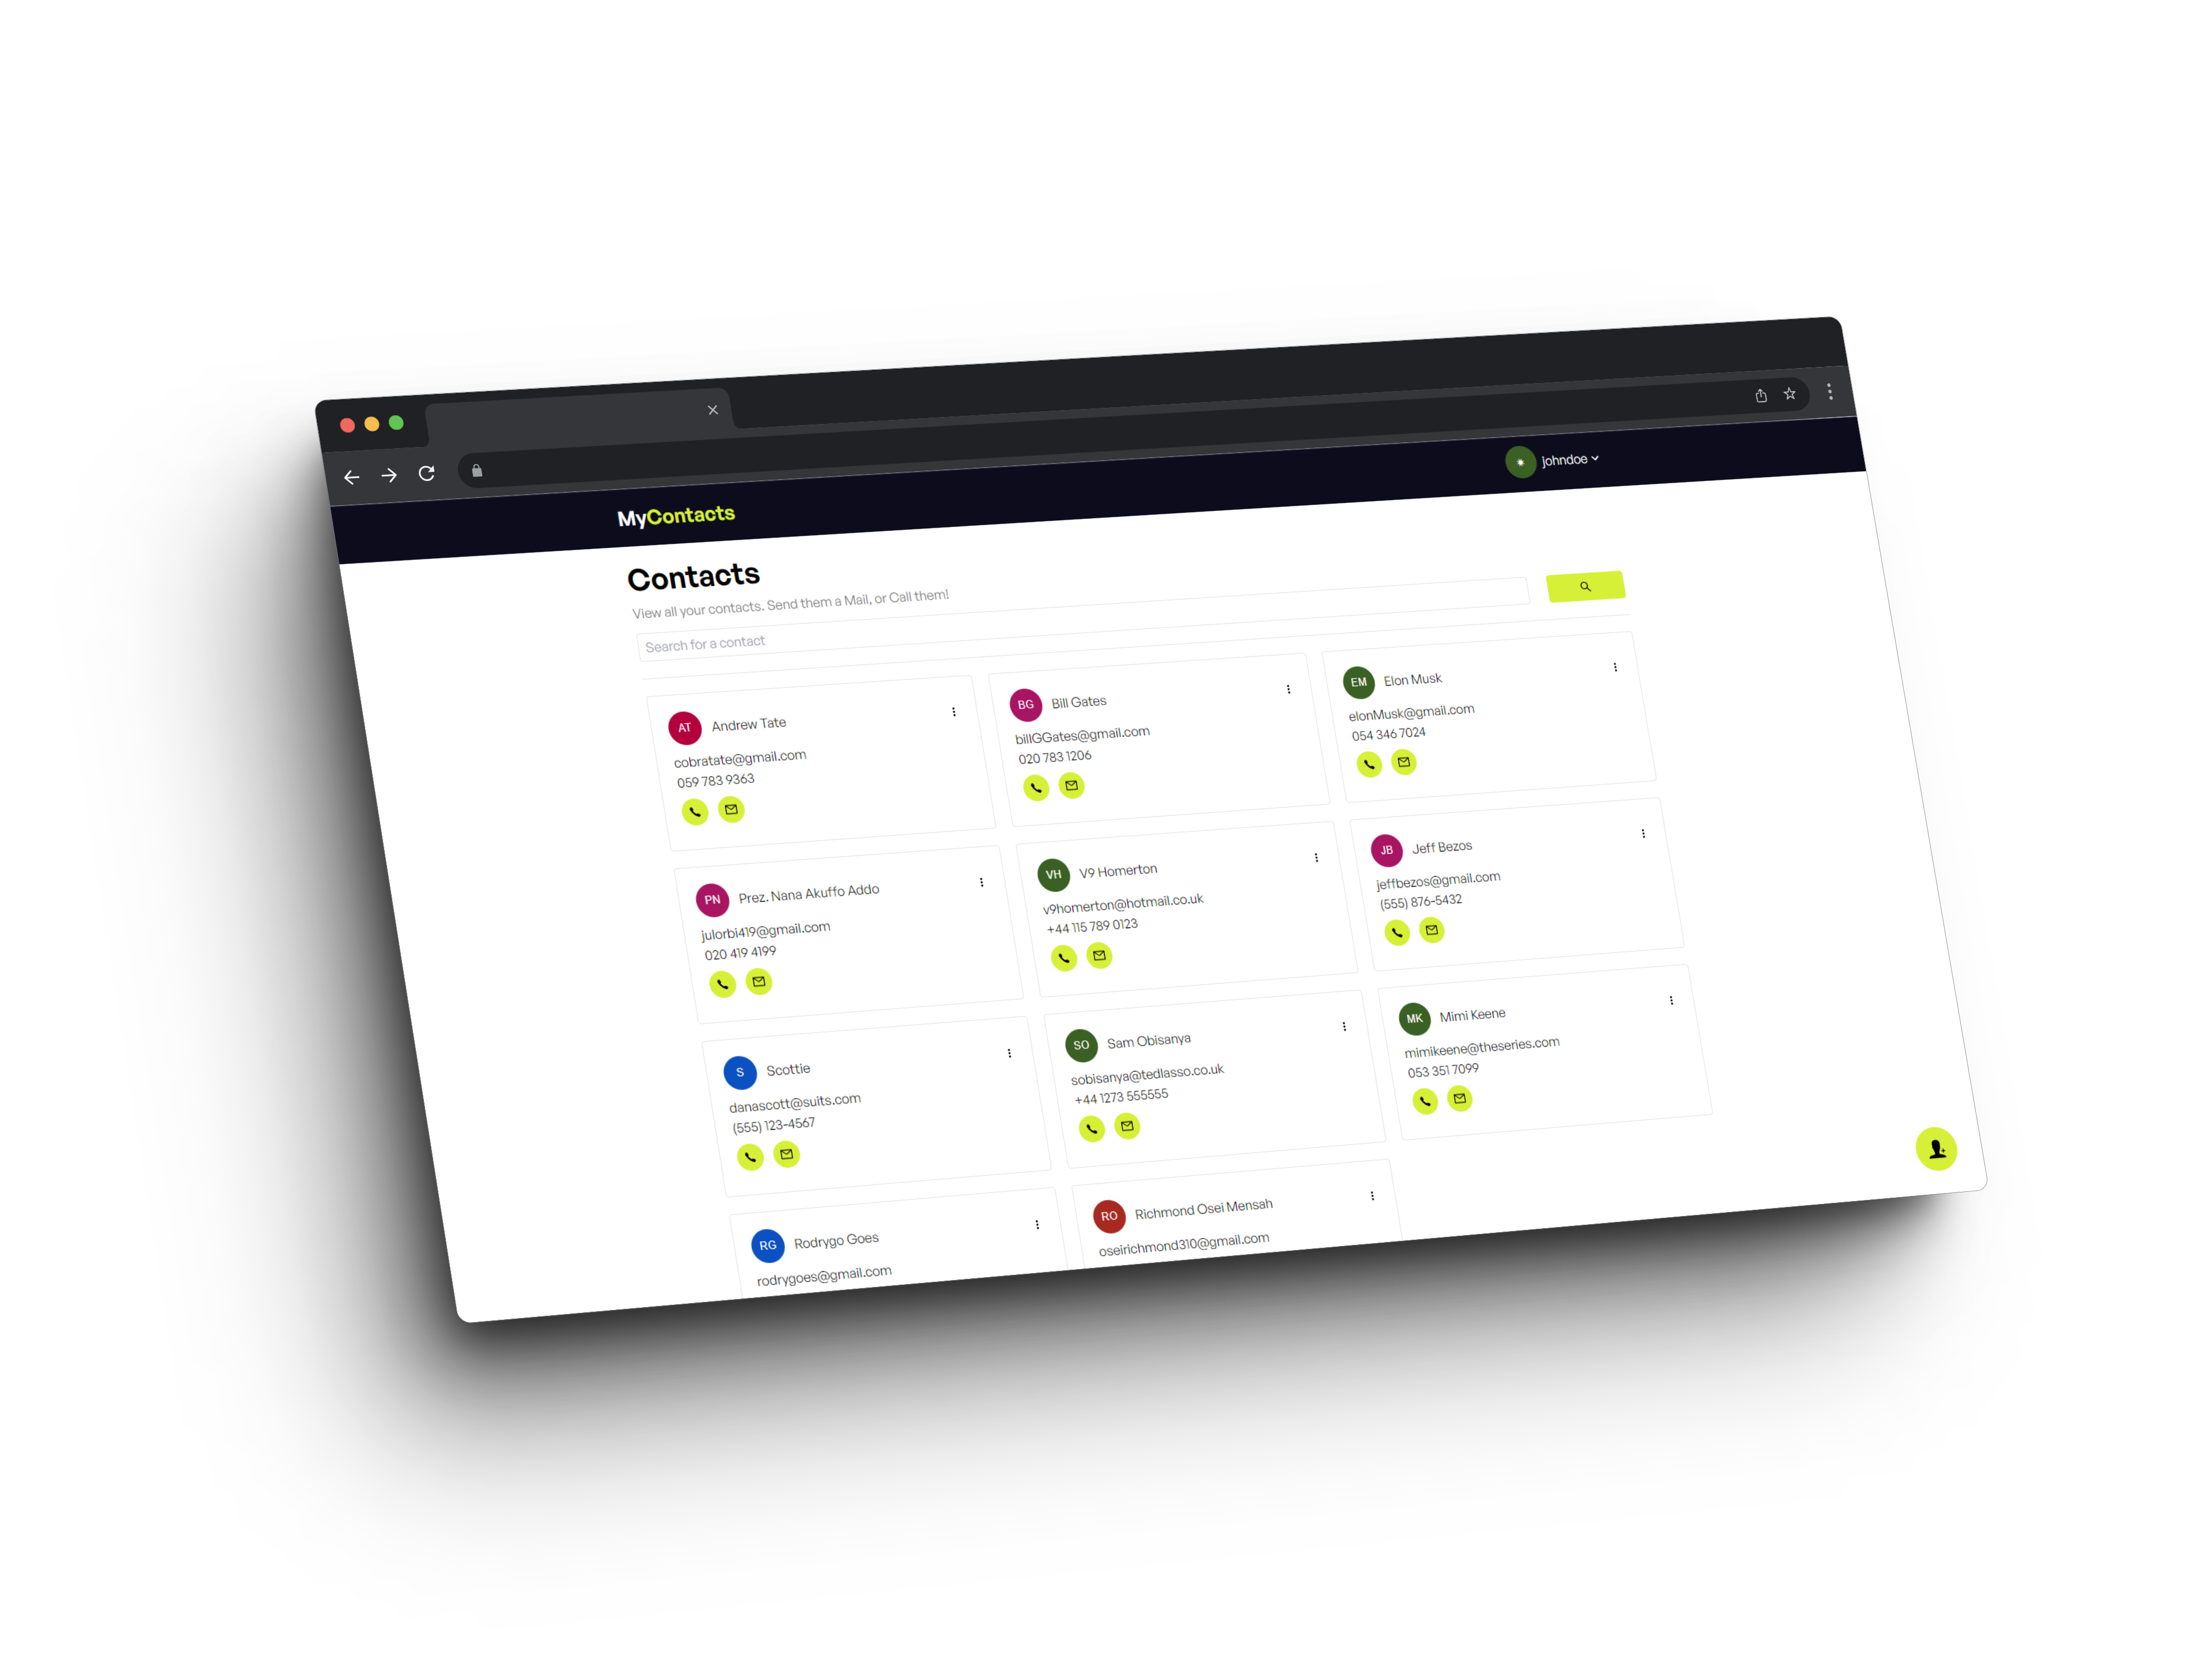 johndoe
MyContacts
Contacts
View all your contacts. Send them a Mail, or Call them!
Search for a contact
AT Andrew Tate
cobratate@gmail.com
059 783 9363
BG Bill Gates
billGGates@gmail.com
020 783 1206
EM Elon Musk
elonMusk@gmail.com
054 346 7024
PN Prez. Nana Akuffo Addo
julorbi419@gmail.com
020 419 4199
VH V9 Homerton
v9homerton@hotmail.co.uk
+44 115 789 0123
JB Jeff Bezos
jeffbezos@gmail.com
(555) 876-5432
S Scottie
danascott@suits.com
(555) 123-4567
SO Sam Obisanya
sobisanya@tedlasso.co.uk
+44 1273 555555
MK Mimi Keene
mimikeene@theseries.com
053 351 7099
RG Rodrygo Goes
rodrygoes@gmail.com
RO Richmond Osei Mensah
oseirichmond310@gmail.com